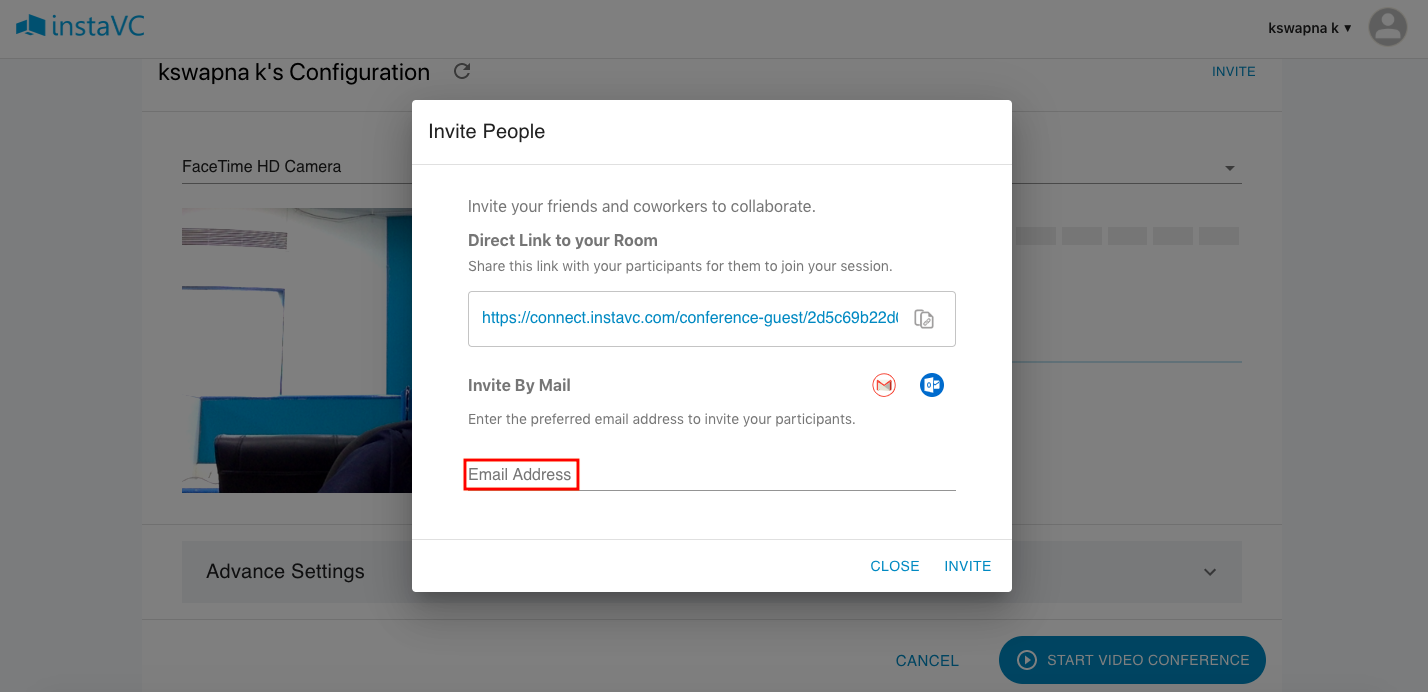 instaVC
kswapna k ▾
kswapna k's Configuration
INVITE
FaceTime HD Camera
Invite People
Invite your friends and coworkers to collaborate.
Direct Link to your Room
Share this link with your participants for them to join your session.
https://connect.instavc.com/conference-guest/2d5c69b22d
Invite By Mail
Enter the preferred email address to invite your participants.
Email Address
CLOSE INVITE
Advance Settings
CANCEL
START VIDEO CONFERENCE